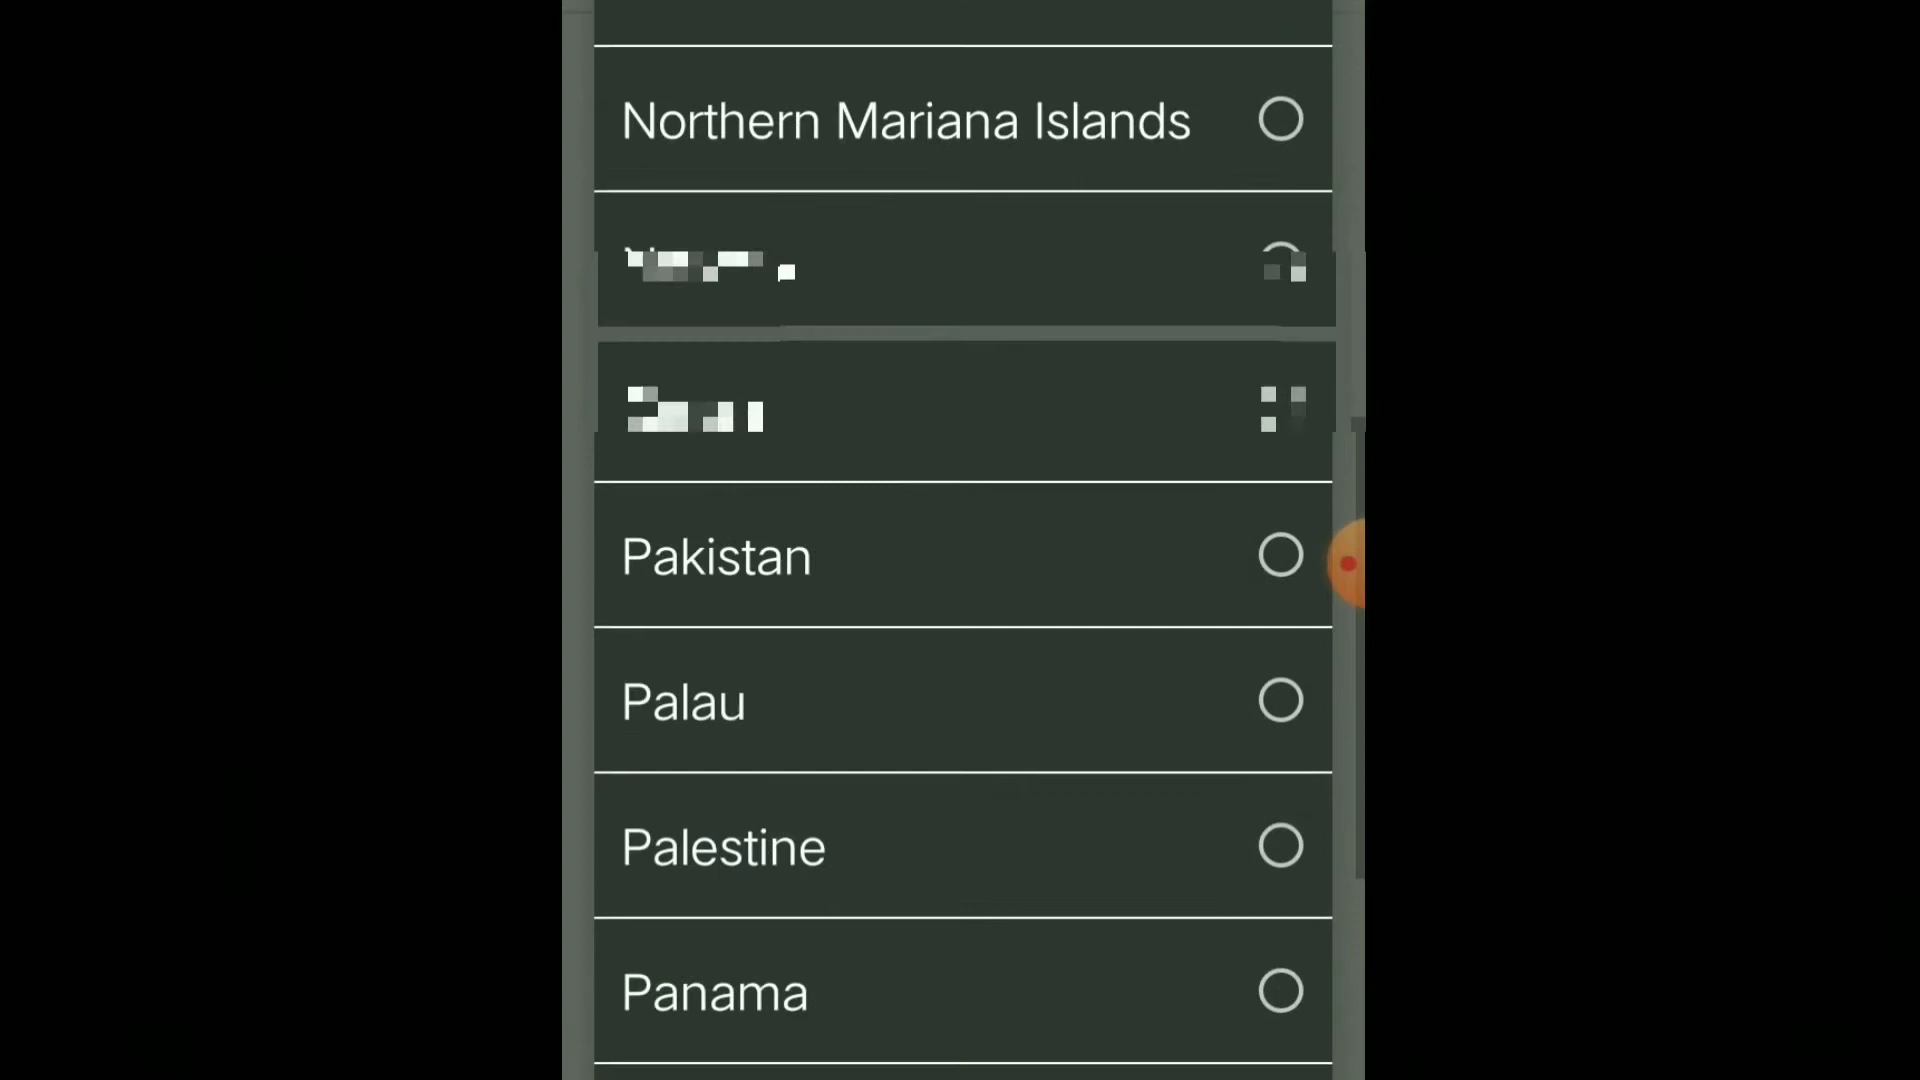 Northern Mariana Islands
Pakistan
Palau
Palestine
Panama